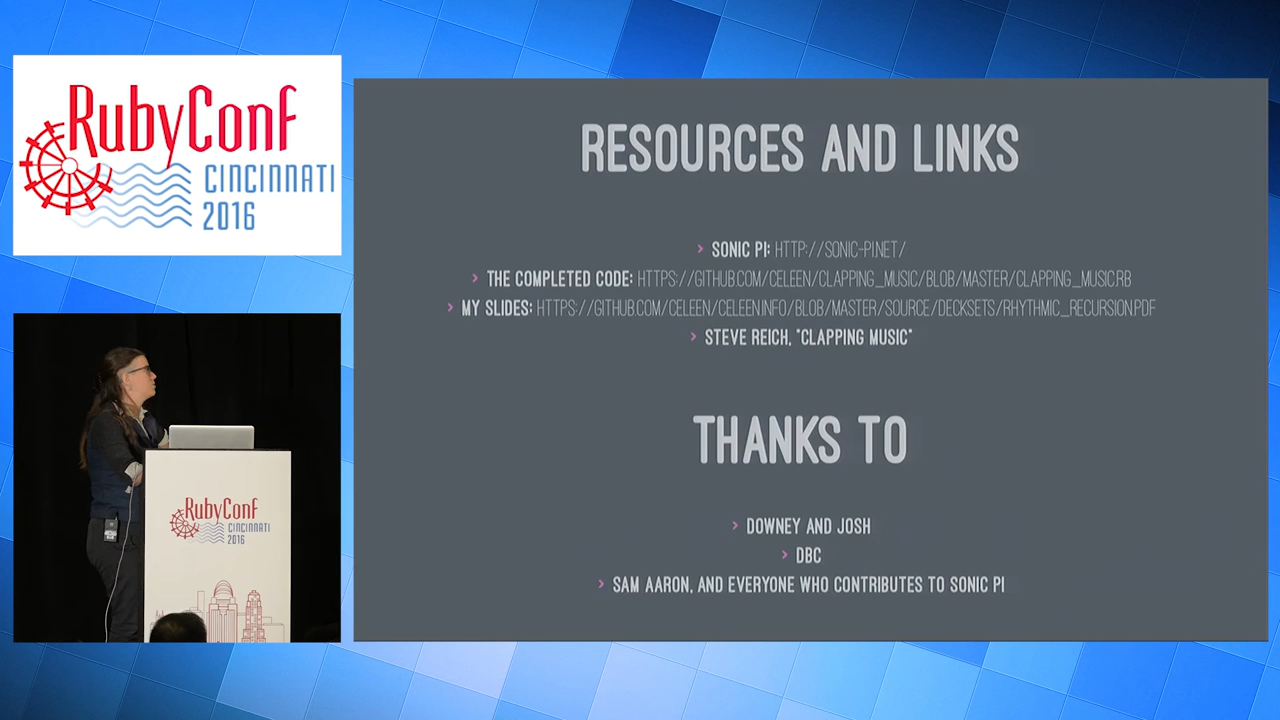 RubyConf
CINCINNATI
2016
RESOURCES AND LINKS
› SONIC PI: HTTP://SONIC-PI.NET/
› THE COMPLETED CODE: HTTPS://GITHUB.COM/CELEEN/CLAPPING_MUSIC/BLOB/MASTER/CLAPPING_MUSIC.RB
› MY SLIDES: HTTPS://GITHUB.COM/CELEEN/CELEEN.INFO/BLOB/MASTER/SOURCE/DECKSETS/RHYTHMIC_RECURSION.PDF
› STEVE REICH, "CLAPPING MUSIC"
THANKS TO
› DOWNEY AND JOSH
› DBC
› SAM AARON, AND EVERYONE WHO CONTRIBUTES TO SONIC PI
RubyConf
CINCINNATI
2016